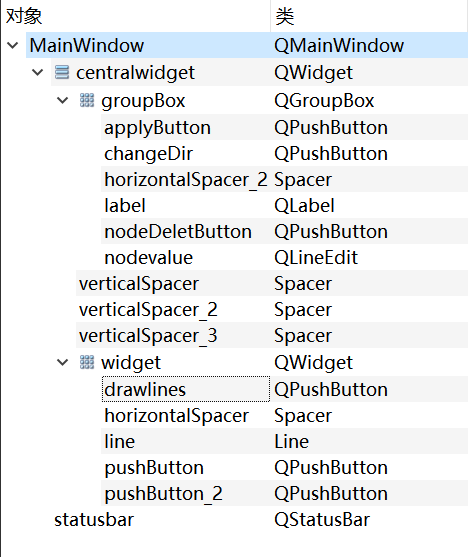 对象 类
MainWindow QMainWindow
centralwidget QWidget
groupBox QGroupBox
applyButton QPushButton
changeDir QPushButton
horizontalSpacer_2 Spacer
label QLabel
nodeDeletButton QPushButton
nodevalue QLineEdit
verticalSpacer Spacer
verticalSpacer_2 Spacer
verticalSpacer_3 Spacer
widget QWidget
drawlines QPushButton
horizontalSpacer Spacer
line Line
pushButton QPushButton
pushButton_2 QPushButton
statusbar QStatusBar